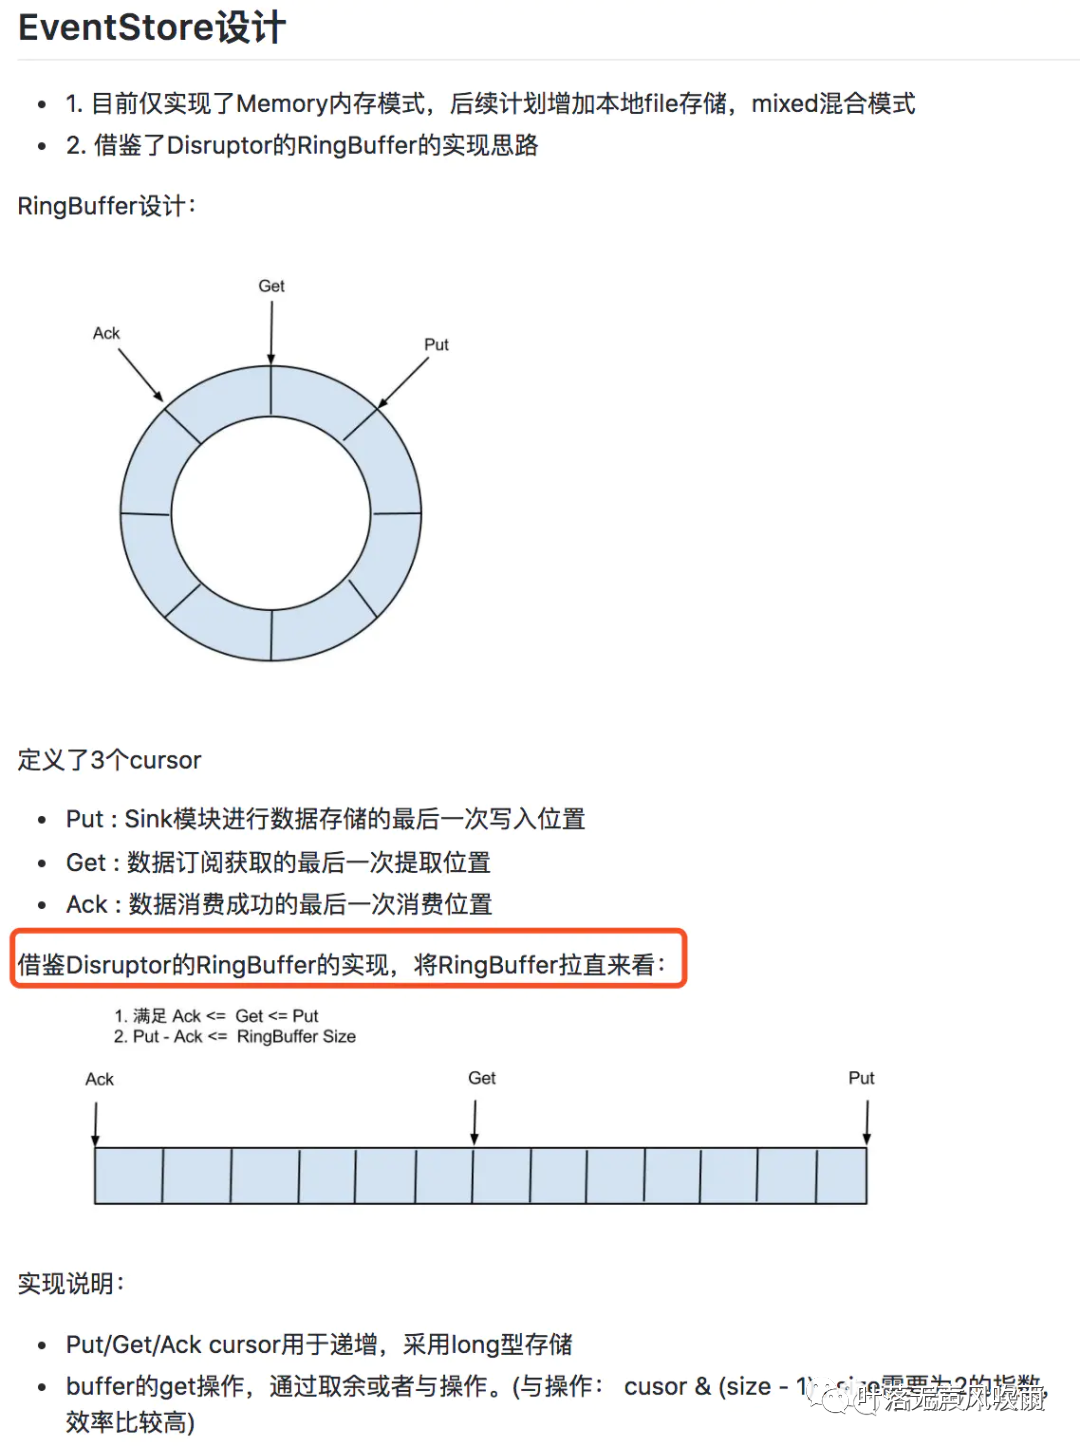 EventStore设计
1. 目前仅实现了Memory内存模式，后续计划增加本地file存储，mixed混合模式
2. 借鉴了Disruptor的RingBuffer的实现思路
RingBuffer设计：
Get
Ack
Put
定义了3个cursor
Put : Sink模块进行数据存储的最后一次写入位置
Get : 数据订阅获取的最后一次提取位置
Ack : 数据消费成功的最后一次消费位置
借鉴Disruptor的RingBuffer的实现，将RingBuffer拉直来看：
1. 满足 Ack <= Get <= Put
2. Put - Ack <= RingBuffer Size
Ack
Get
Put
实现说明：
Put/Get/Ack cursor用于递增，采用long型存储
buffer的get操作，通过取余或者与操作。(与操作： cusor & (size - 1) , size需要为2的指数，
效率比较高)